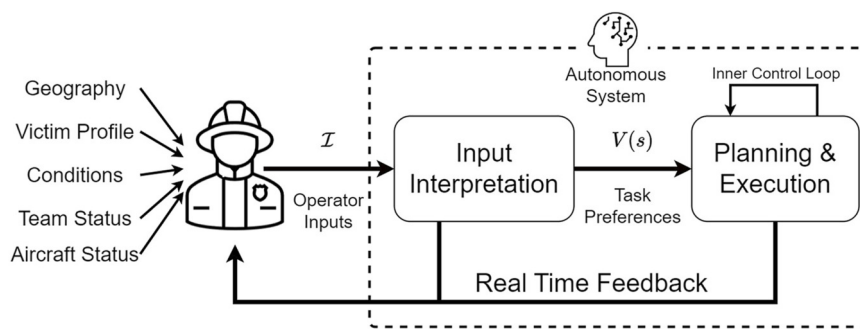 Geography
Victim Profile
Conditions
Team Status
Aircraft Status
ℐ
Operator
Inputs
Autonomous
System
Input
Interpretation
V(s)
Task
Preferences
Inner Control Loop
Planning &
Execution
Real Time Feedback